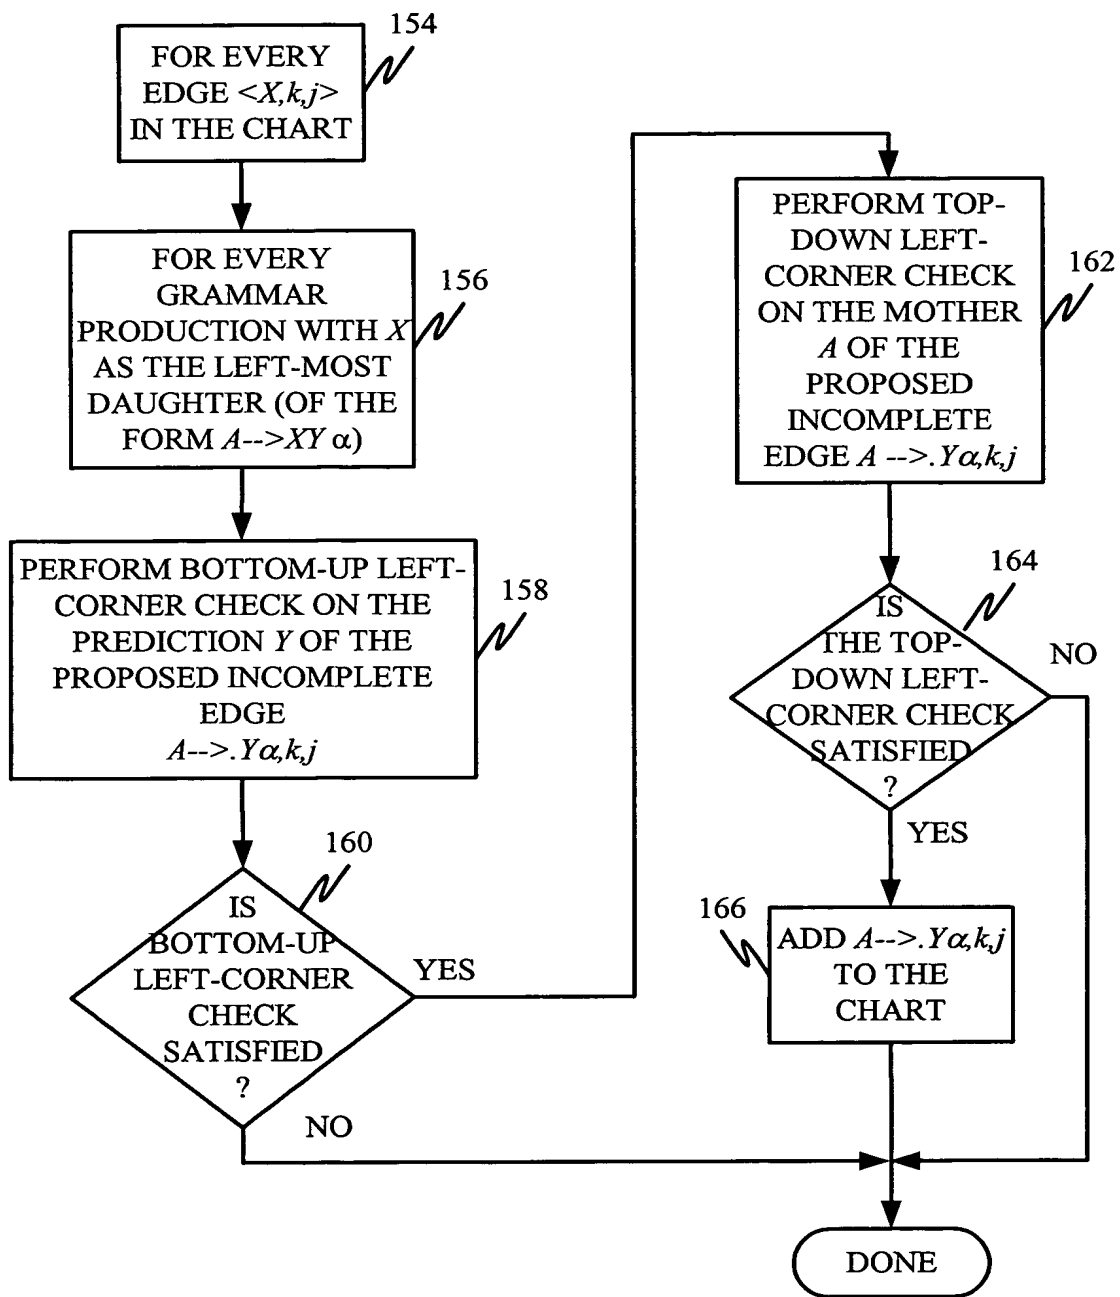 154
FOR EVERY
EDGE <X,k,j>
IN THE CHART
156
FOR EVERY
GRAMMAR
PRODUCTION WITH X
AS THE LEFT-MOST
DAUGHTER (OF THE
FORM A-->XY α)
158
PERFORM BOTTOM-UP LEFT-
CORNER CHECK ON THE
PREDICTION Y OF THE
PROPOSED INCOMPLETE
EDGE
A-->.Yα,k,j
160
IS
BOTTOM-UP
LEFT-CORNER
CHECK
SATISFIED
?
YES
NO
162
PERFORM TOP-
DOWN LEFT-
CORNER CHECK
ON THE MOTHER
A OF THE
PROPOSED
INCOMPLETE
EDGE A -->.Yα,k,j
164
IS
THE TOP-
DOWN LEFT-
CORNER CHECK
SATISFIED
?
NO
YES
166
ADD A-->.Yα,k,j
TO THE
CHART
DONE